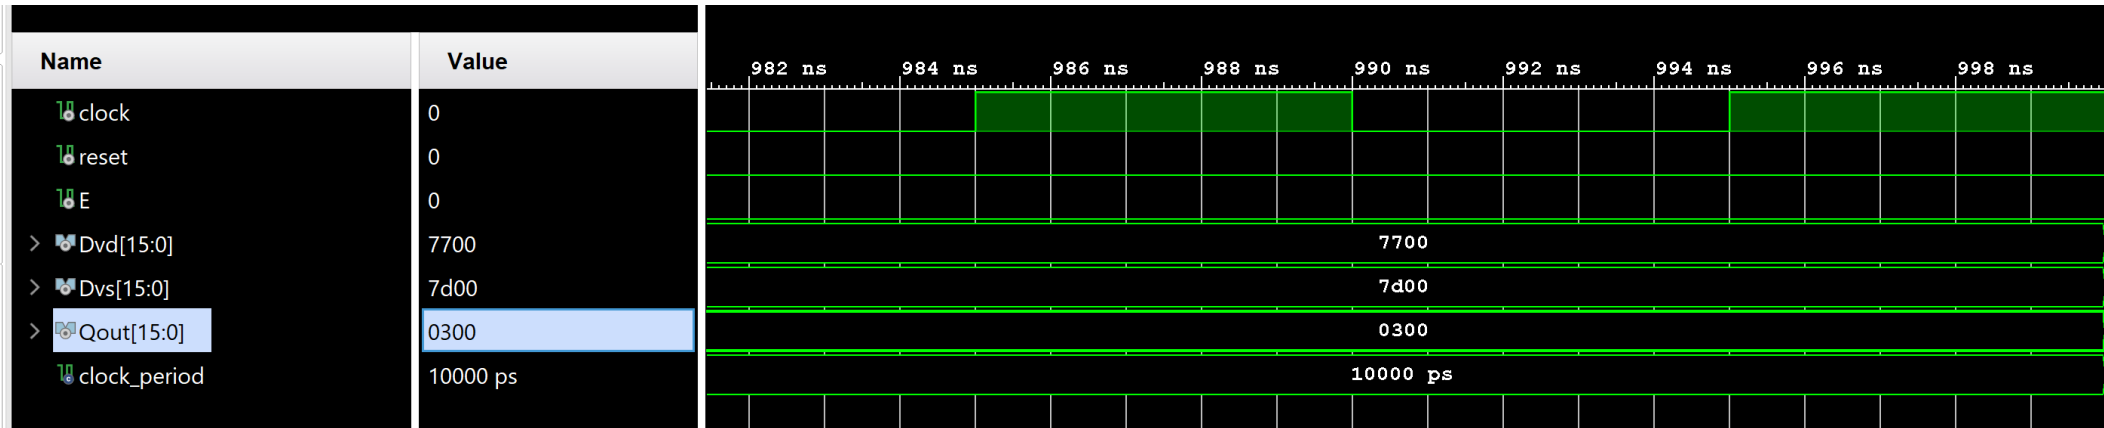 Name Value
982 ns 984 ns 986 ns 988 ns 990 ns 992 ns 994 ns 996 ns 998 ns
clock 0
reset 0
E 0
Dvd[15:0] 7700 7700
Dvs[15:0] 7d00 7d00
Qout[15:0] 0300 0300
clock_period 10000 ps 10000 ps